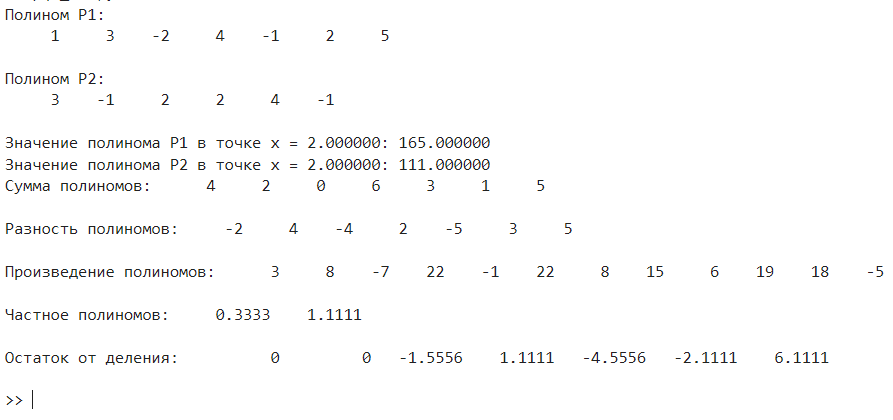 Полином P1:
1 3 -2 4 -1 2 5
Полином P2:
3 -1 2 2 4 -1
Значение полинома P1 в точке x = 2.000000: 165.000000
Значение полинома P2 в точке x = 2.000000: 111.000000
Сумма полиномов: 4 2 0 6 3 1 5
Разность полиномов: -2 4 -4 2 -5 3 5
Произведение полиномов: 3 8 -7 22 -1 22 8 15 6 19 18 -5
Частное полиномов: 0.3333 1.1111
Остаток от деления: 0 0 -1.5556 1.1111 -4.5556 -2.1111 6.1111
>>